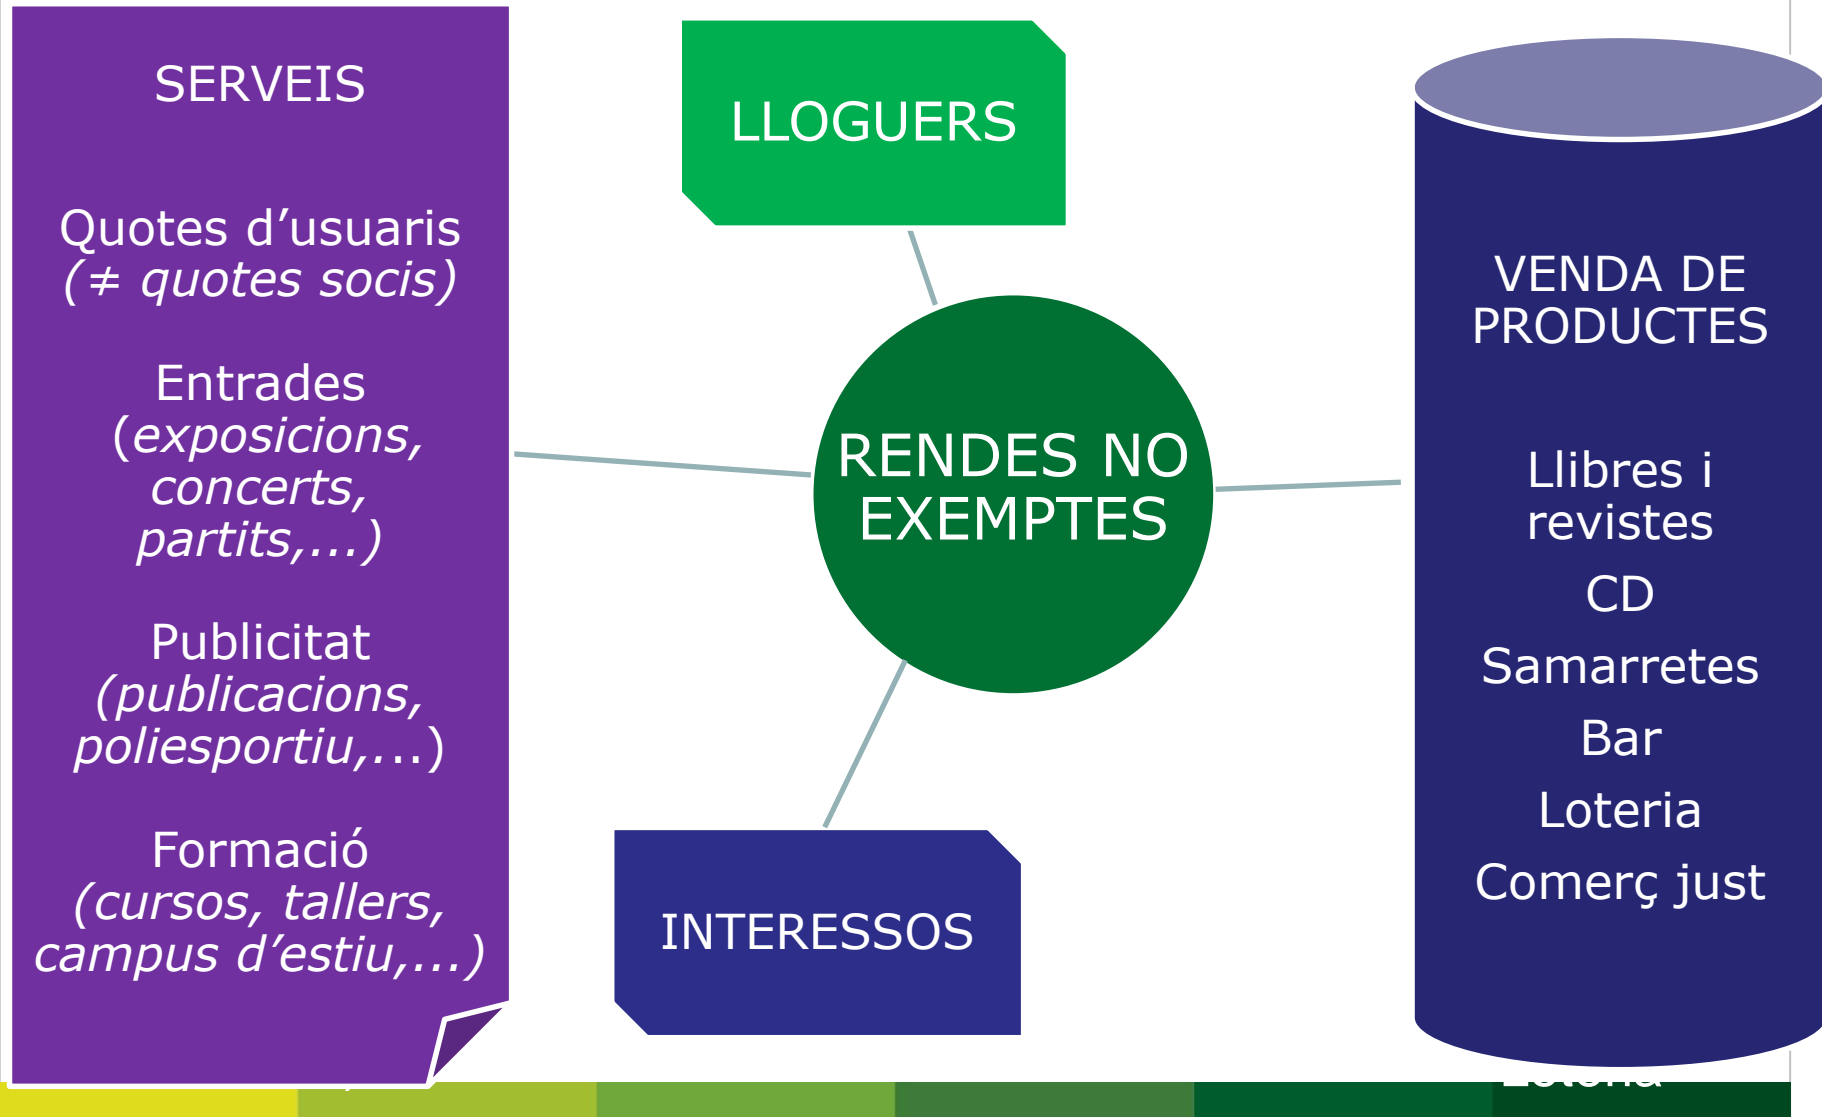 SERVEIS
Quotes d’usuaris
(≠ quotes socis)
Entrades
(exposicions,
concerts,
partits,...)
Publicitat
(publicacions,
poliesportiu,...)
Formació
(cursos, tallers,
campus d’estiu,...)
LLOGUERS
RENDES NO
EXEMPTES
INTERESSOS
VENDA DE
PRODUCTES
Llibres i
revistes
CD
Samarretes
Bar
Loteria
Comerç just